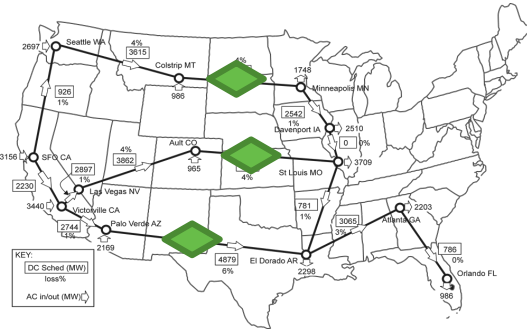 2697
Seattle WA
4%
3615
Colstrip MT
986
4%
1748
Minneapolis MN
926
1%
2542
1%
Davenport IA
2510
0 0%
3156
SFO CA
4%
3862
Ault CO
965
4%
St Louis MO
3709
2230
2897
1%
Las Vegas NV
3440
Victorville CA
781
1%
2744
1%
Palo Verde AZ
2169
4879
6%
El Dorado AR
2298
3065
3%
Atlanta GA
2203
786
0%
Orlando FL
986
KEY:
DC Sched (MW)
loss%
AC in/out (MW)